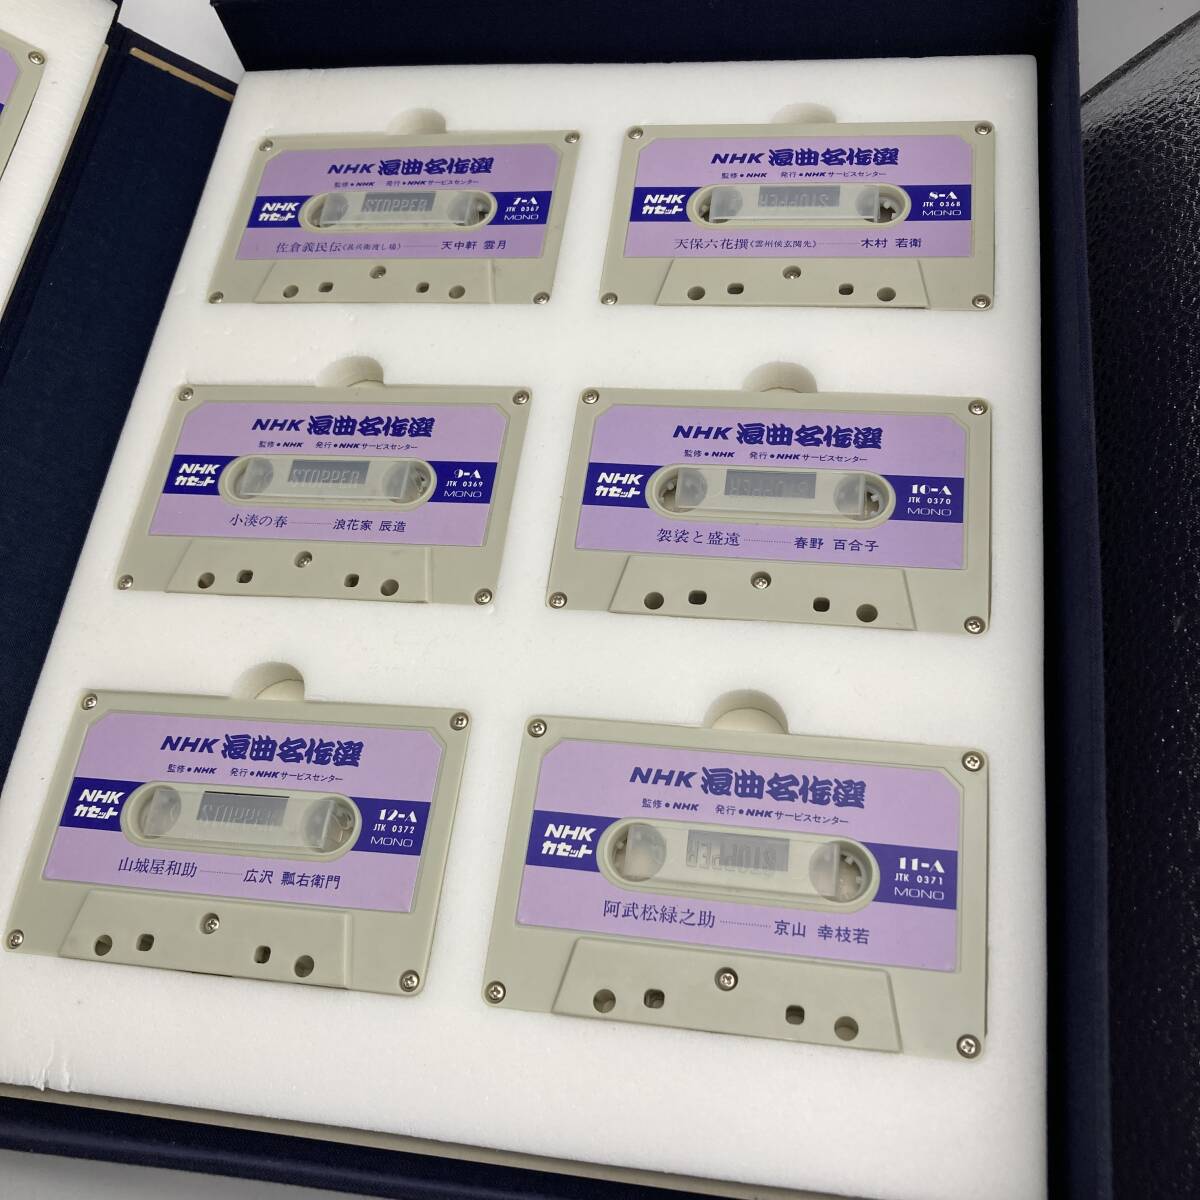 NHK 浪曲名作選
監修●NHK 発行●NHKサービスセンター
NHK
カセット
STOPPER
7-A
JTK 0367
MONO
佐倉義民伝〈甚兵衛渡し場〉 天中軒 雲月
NHK 浪曲名作選
監修●NHK 発行●NHKサービスセンター
NHK
カセット
STOPPER
8-A
JTK 0368
MONO
天保六花撰〈雲州侯玄関先〉 木村 若衛
NHK 浪曲名作選
監修●NHK 発行●NHKサービスセンター
NHK
カセット
STOPPER
9-A
JTK 0369
MONO
小湊の春 浪花家 辰造
NHK 浪曲名作選
監修●NHK 発行●NHKサービスセンター
NHK
カセット
STOPPER
10-A
JTK 0370
MONO
袈裟と盛遠 春野 百合子
NHK 浪曲名作選
監修●NHK 発行●NHKサービスセンター
NHK
カセット
STOPPER
12-A
JTK 0372
MONO
山城屋和助 広沢 瓢右衛門
NHK 浪曲名作選
監修●NHK 発行●NHKサービスセンター
NHK
カセット
STOPPER
11-A
JTK 0371
MONO
阿武松緑之助 京山 幸枝若